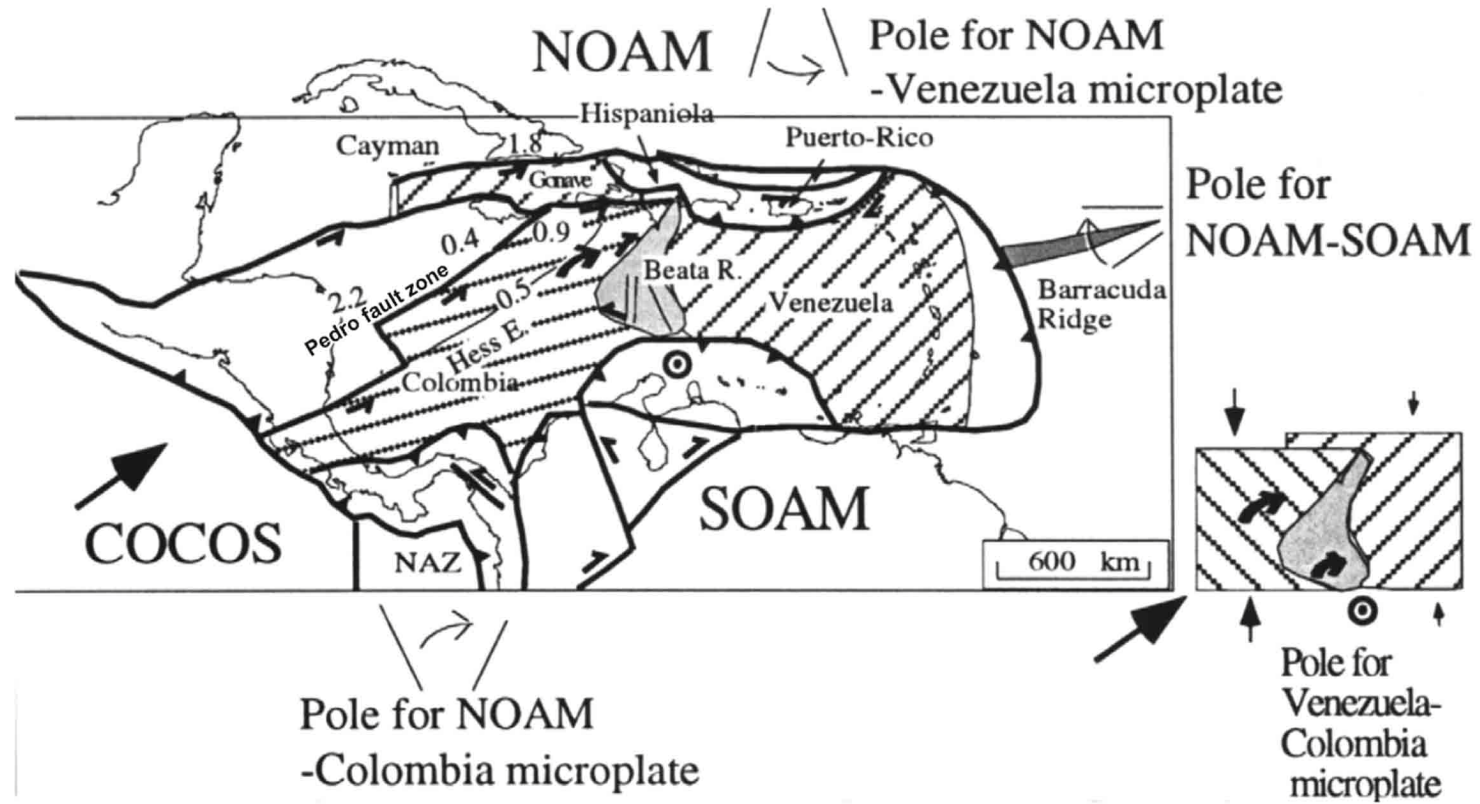 NOAM
Pole for NOAM
-Venezuela microplate
Hispaniola
Cayman
1.8
Puerto-Rico
Gonave
Pole for
NOAM-SOAM
0.4
0.9
Beata R.
2.2
Pedro fault zone
0.5
Venezuela
Barracuda
Ridge
Hess E.
Colombia
COCOS
SOAM
NAZ
600 km
Pole for NOAM
-Colombia microplate
Pole for
Venezuela-
Colombia
microplate